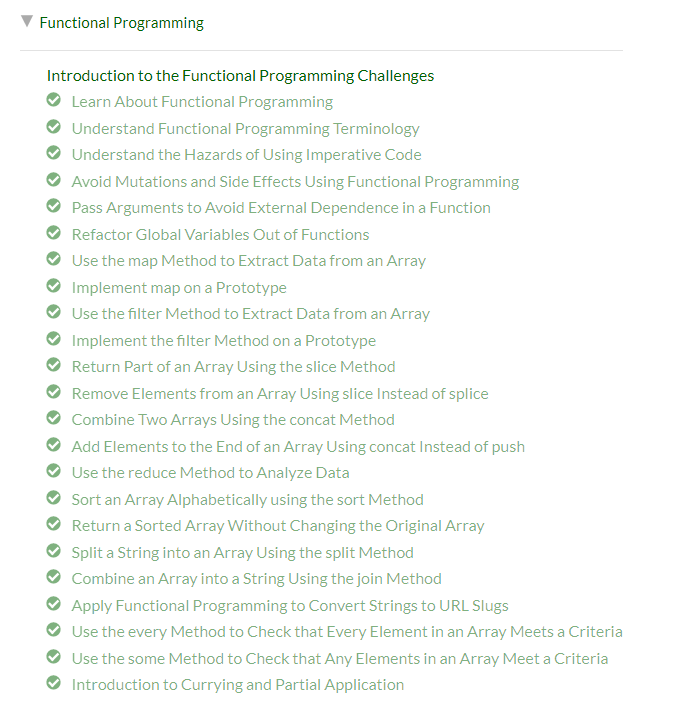 Functional Programming
Introduction to the Functional Programming Challenges
Learn About Functional Programming
Understand Functional Programming Terminology
Understand the Hazards of Using Imperative Code
Avoid Mutations and Side Effects Using Functional Programming
Pass Arguments to Avoid External Dependence in a Function
Refactor Global Variables Out of Functions
Use the map Method to Extract Data from an Array
Implement map on a Prototype
Use the filter Method to Extract Data from an Array
Implement the filter Method on a Prototype
Return Part of an Array Using the slice Method
Remove Elements from an Array Using slice Instead of splice
Combine Two Arrays Using the concat Method
Add Elements to the End of an Array Using concat Instead of push
Use the reduce Method to Analyze Data
Sort an Array Alphabetically using the sort Method
Return a Sorted Array Without Changing the Original Array
Split a String into an Array Using the split Method
Combine an Array into a String Using the join Method
Apply Functional Programming to Convert Strings to URL Slugs
Use the every Method to Check that Every Element in an Array Meets a Criteria
Use the some Method to Check that Any Elements in an Array Meet a Criteria
Introduction to Currying and Partial Application